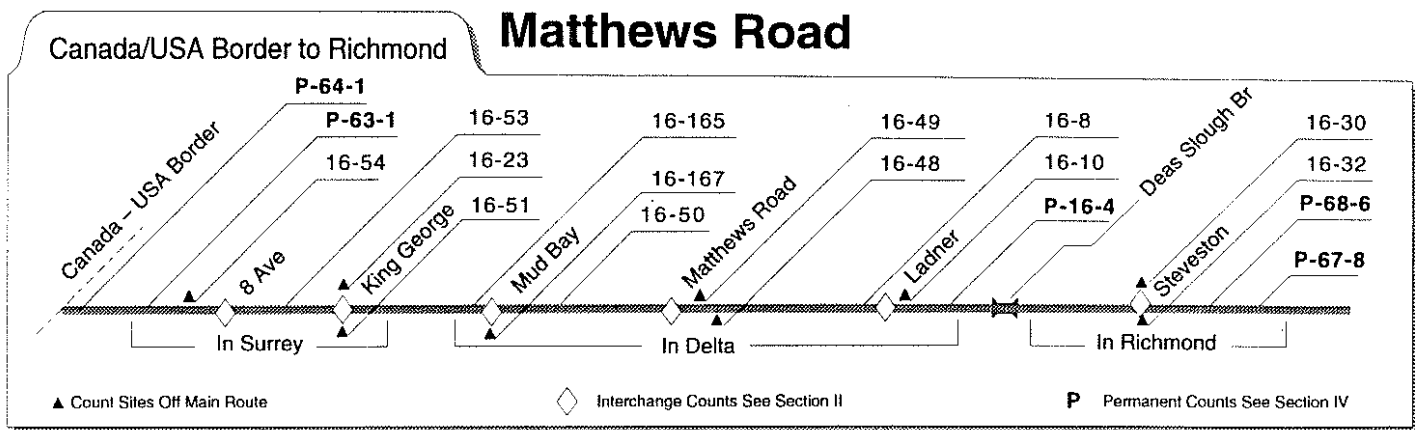 Matthews Road
Canada/USA Border to Richmond
P-64-1
P-63-1
16-54
16-53
16-23
16-51
16-165
16-167
16-50
16-49
16-48
16-8
16-10
P-16-4
16-30
16-32
P-68-6
P-67-8
Canada – USA Border
8 Ave
King George
Mud Bay
Matthews Road
Ladner
Deas Slough Br
Steveston
In Surrey
In Delta
In Richmond
Count Sites Off Main Route
Interchange Counts See Section II
P Permanent Counts See Section IV